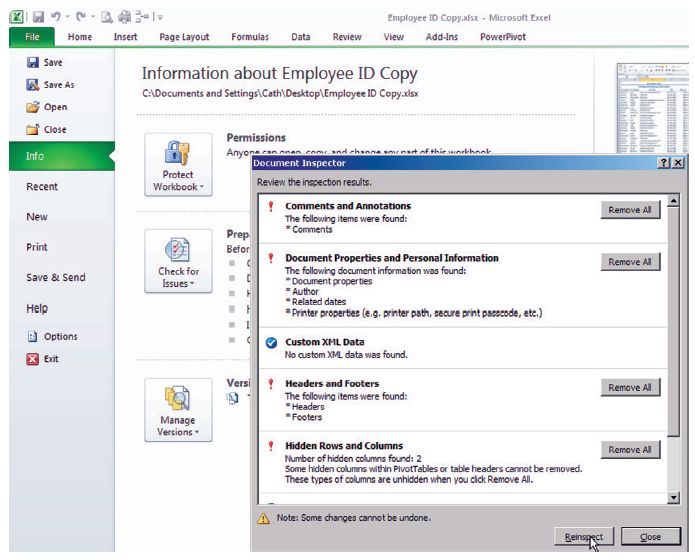 Employee ID Copy.xlsx - Microsoft Excel
File Home Insert Page Layout Formulas Data Review View Add-Ins PowerPivot
Save
Save As
Open
Close
Info
Recent
New
Print
Save & Send
Help
Options
Exit
Information about Employee ID Copy
C:\Documents and Settings\Cath\Desktop\Employee ID Copy.xlsx
Protect
Workbook
Permissions
Anyone can open, copy, and change any part of this workbook.
Check for
Issues
Prep
Befor
Manage
Versions
Versi
Document Inspector
Review the inspection results.
Comments and Annotations
The following items were found:
* Comments
Remove All
Document Properties and Personal Information
The following document information was found:
* Document properties
* Author
* Related dates
* Printer properties (e.g. printer path, secure print passcode, etc.)
Remove All
Custom XML Data
No custom XML data was found.
Headers and Footers
The following items were found:
* Headers
* Footers
Remove All
Hidden Rows and Columns
Number of hidden columns found: 2
Some hidden columns within PivotTables or table headers cannot be removed.
These types of columns are unhidden when you click Remove All.
Remove All
Note: Some changes cannot be undone.
Reinspect
Close